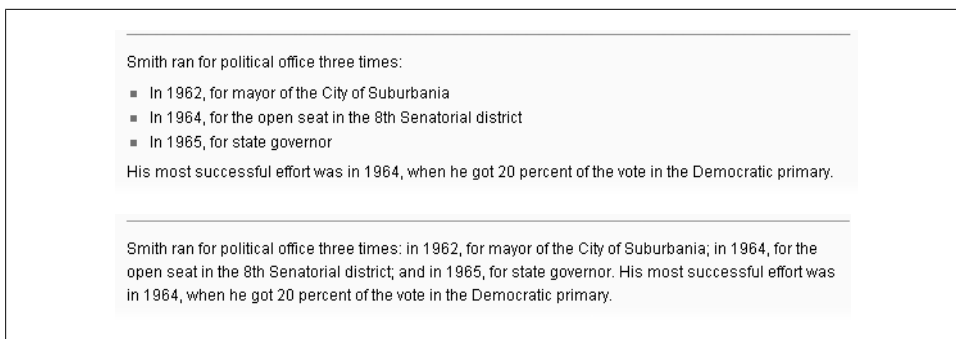 Smith ran for political office three times:
In 1962, for mayor of the City of Suburbania
In 1964, for the open seat in the 8th Senatorial district
In 1965, for state governor
His most successful effort was in 1964, when he got 20 percent of the vote in the Democratic primary.
Smith ran for political office three times: in 1962, for mayor of the City of Suburbania; in 1964, for the
open seat in the 8th Senatorial district; and in 1965, for state governor. His most successful effort was
in 1964, when he got 20 percent of the vote in the Democratic primary.